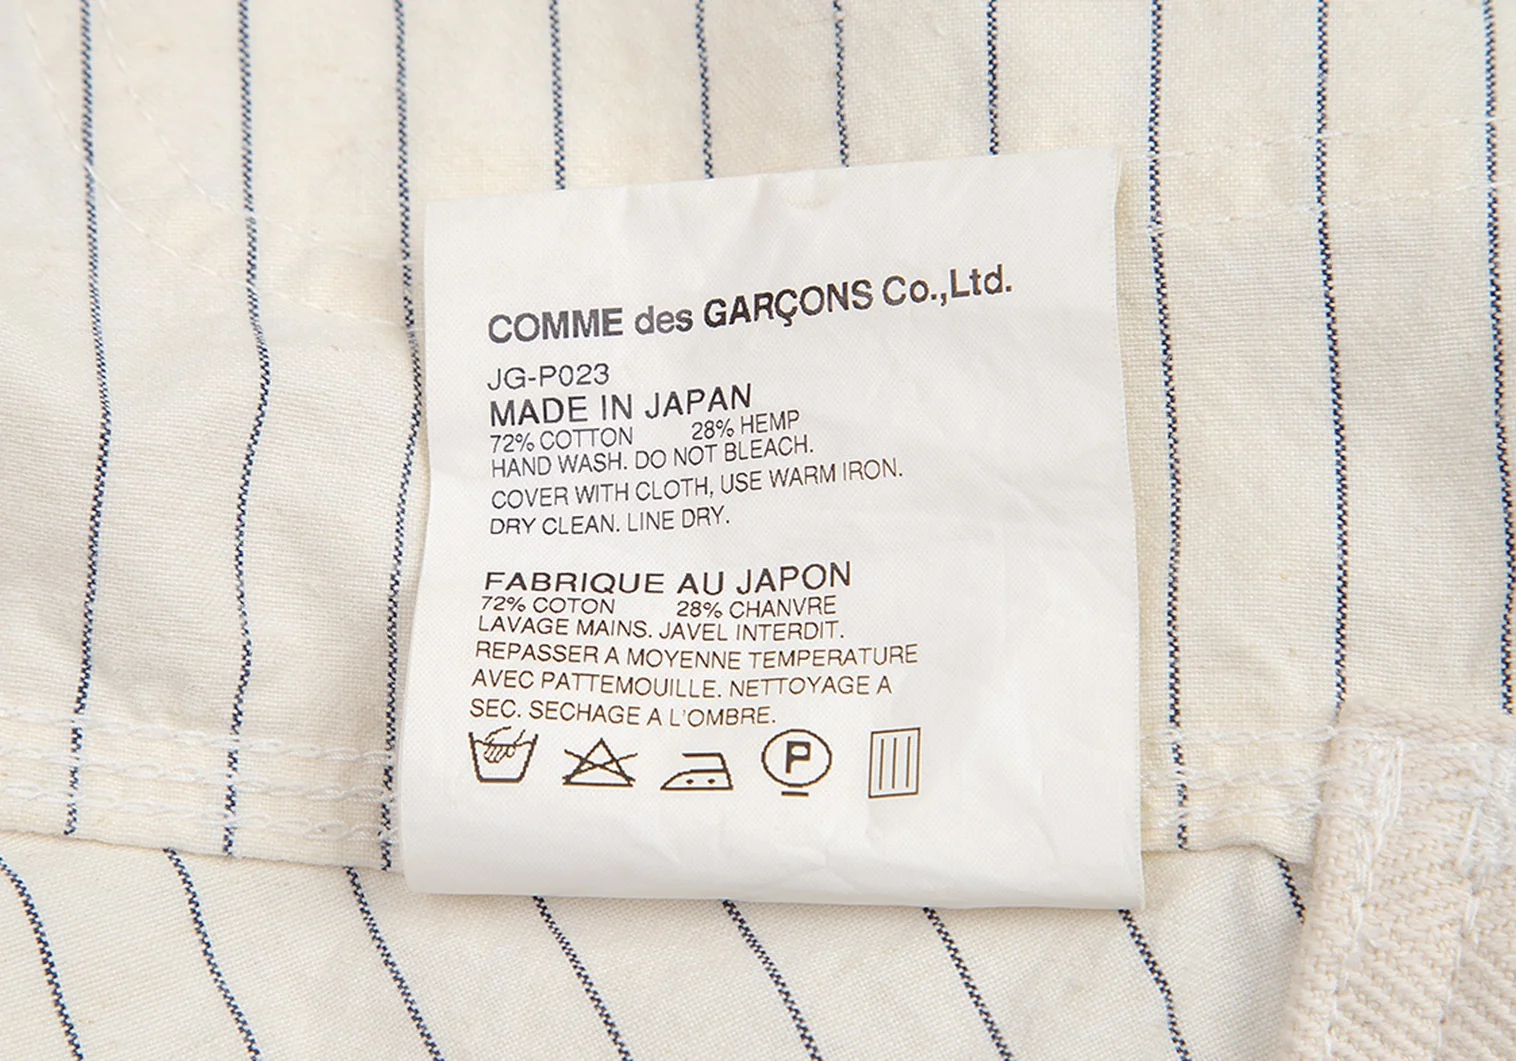 COMME des GARÇONS Co.,Ltd.
JG-P023
MADE IN JAPAN
72% COTTON 28% HEMP
HAND WASH. DO NOT BLEACH.
COVER WITH CLOTH, USE WARM IRON.
DRY CLEAN. LINE DRY.
FABRIQUE AU JAPON
72% COTON 28% CHANVRE
LAVAGE MAINS. JAVEL INTERDIT.
REPASSER A MOYENNE TEMPERATURE
AVEC PATTEMOUILLE. NETTOYAGE A
SEC. SECHAGE A L'OMBRE.
P